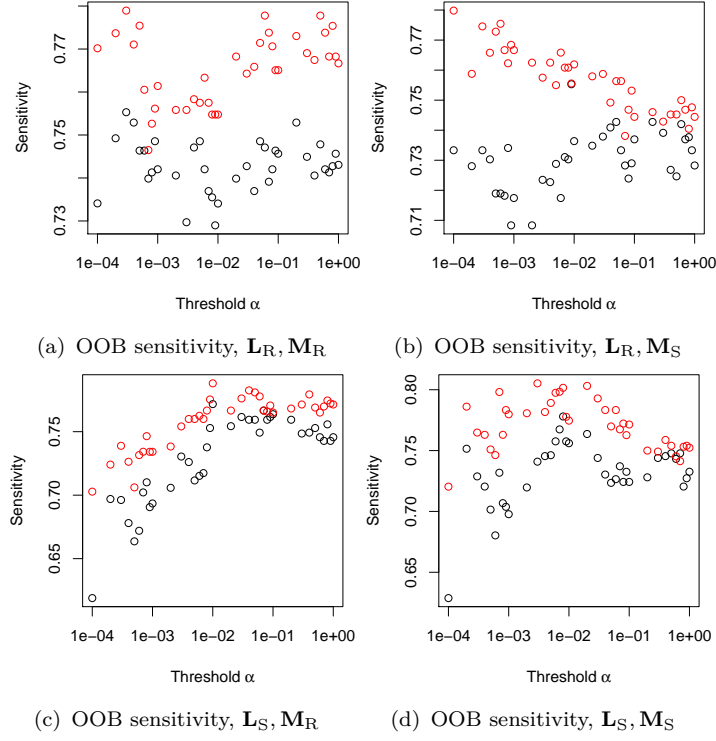 0.77
0.75
0.73
Sensitivity
1e−04 1e−03 1e−02 1e−01 1e+00
Threshold α
(a) OOB sensitivity, L_R, M_R
0.77
0.75
0.73
0.71
Sensitivity
1e−04 1e−03 1e−02 1e−01 1e+00
Threshold α
(b) OOB sensitivity, L_R, M_S
0.75
0.70
0.65
Sensitivity
1e−04 1e−03 1e−02 1e−01 1e+00
Threshold α
(c) OOB sensitivity, L_S, M_R
0.80
0.75
0.70
0.65
Sensitivity
1e−04 1e−03 1e−02 1e−01 1e+00
Threshold α
(d) OOB sensitivity, L_S, M_S